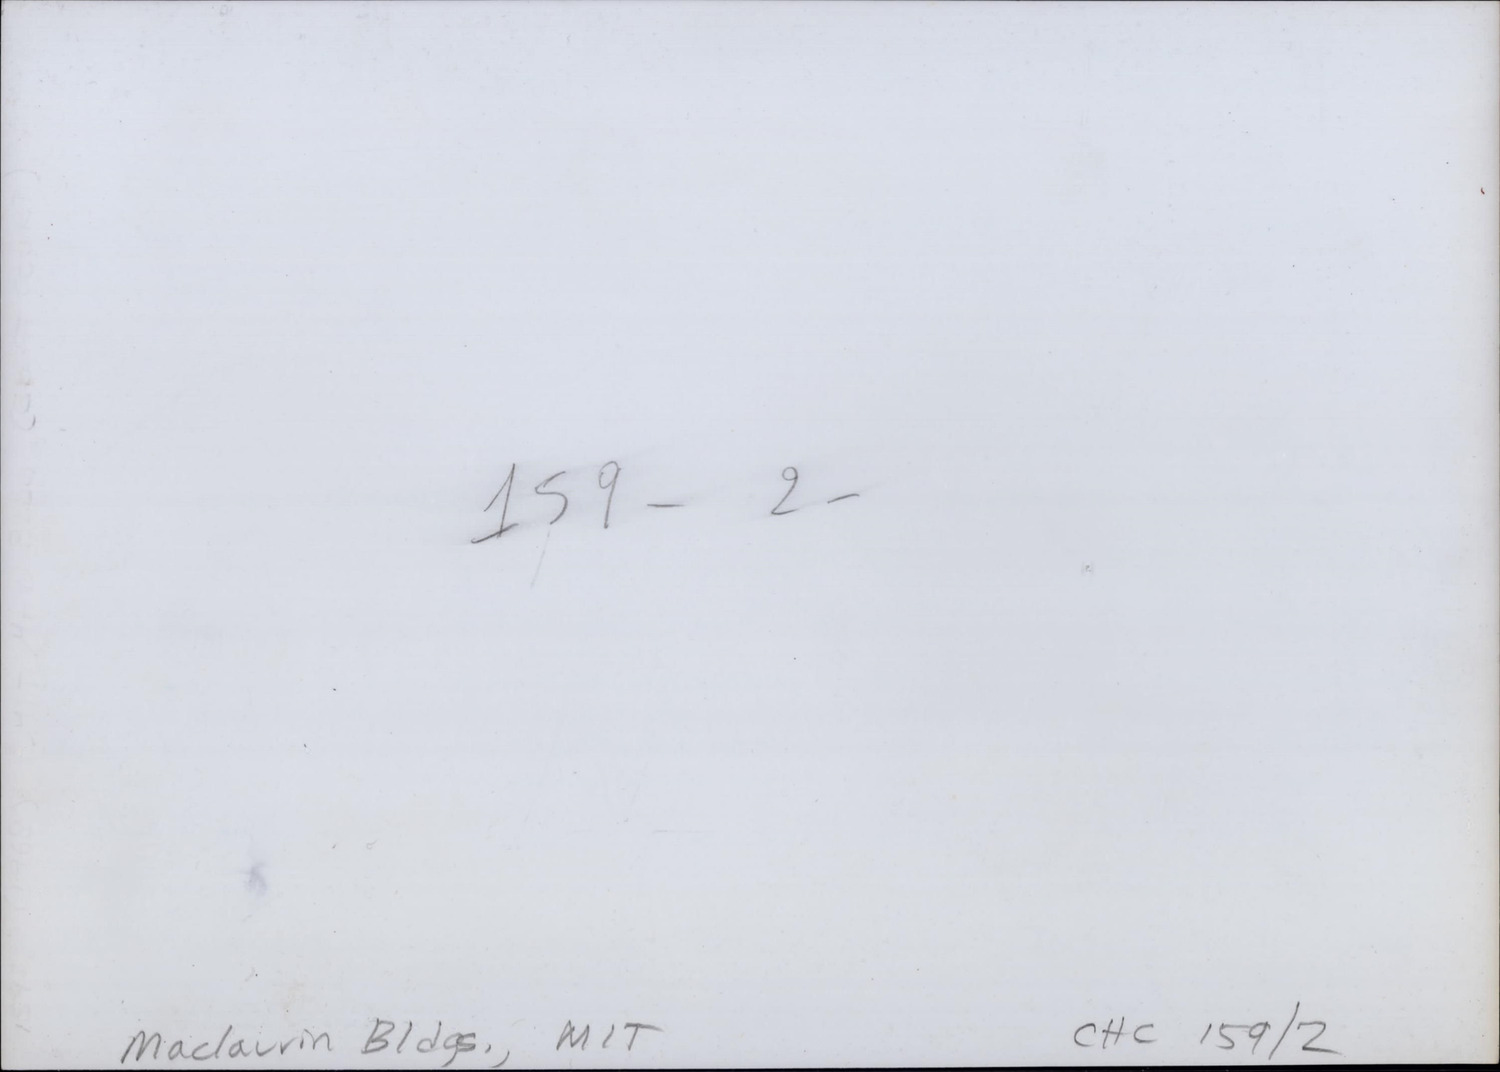 159- 2-
Maclaurin Bldgs., MIT
CHC 159/2